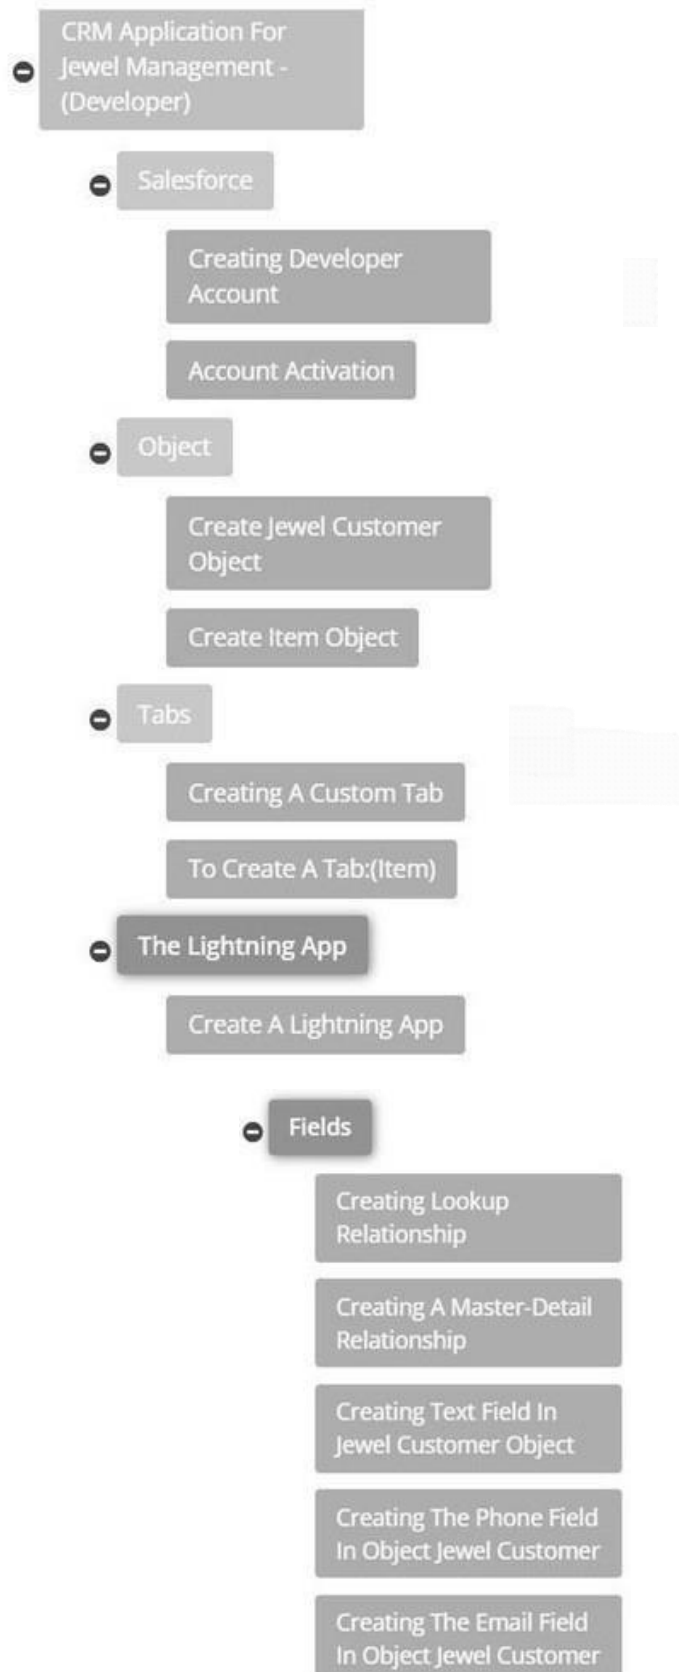 CRM Application For
Jewel Management -
(Developer)
Salesforce
Creating Developer
Account
Account Activation
Object
Create Jewel Customer
Object
Create Item Object
Tabs
Creating A Custom Tab
To Create A Tab:(Item)
The Lightning App
Create A Lightning App
Fields
Creating Lookup
Relationship
Creating A Master-Detail
Relationship
Creating Text Field In
Jewel Customer Object
Creating The Phone Field
In Object Jewel Customer
Creating The Email Field
In Object Jewel Customer